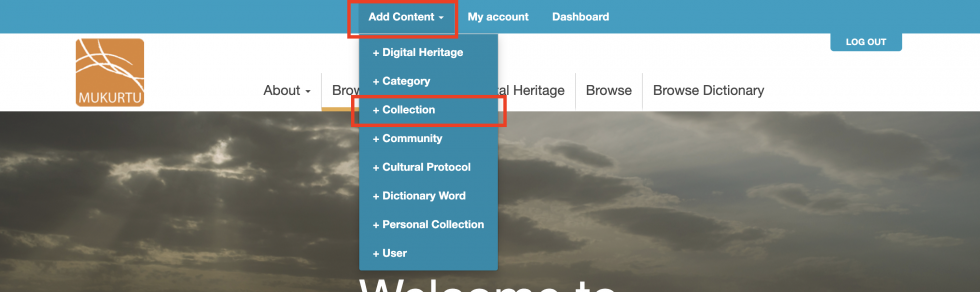 Add Content My account Dashboard
LOG OUT
MUKURTU
About Brow al Heritage Browse Browse Dictionary
+ Digital Heritage
+ Category
+ Collection
+ Community
+ Cultural Protocol
+ Dictionary Word
+ Personal Collection
+ User
Welcome to